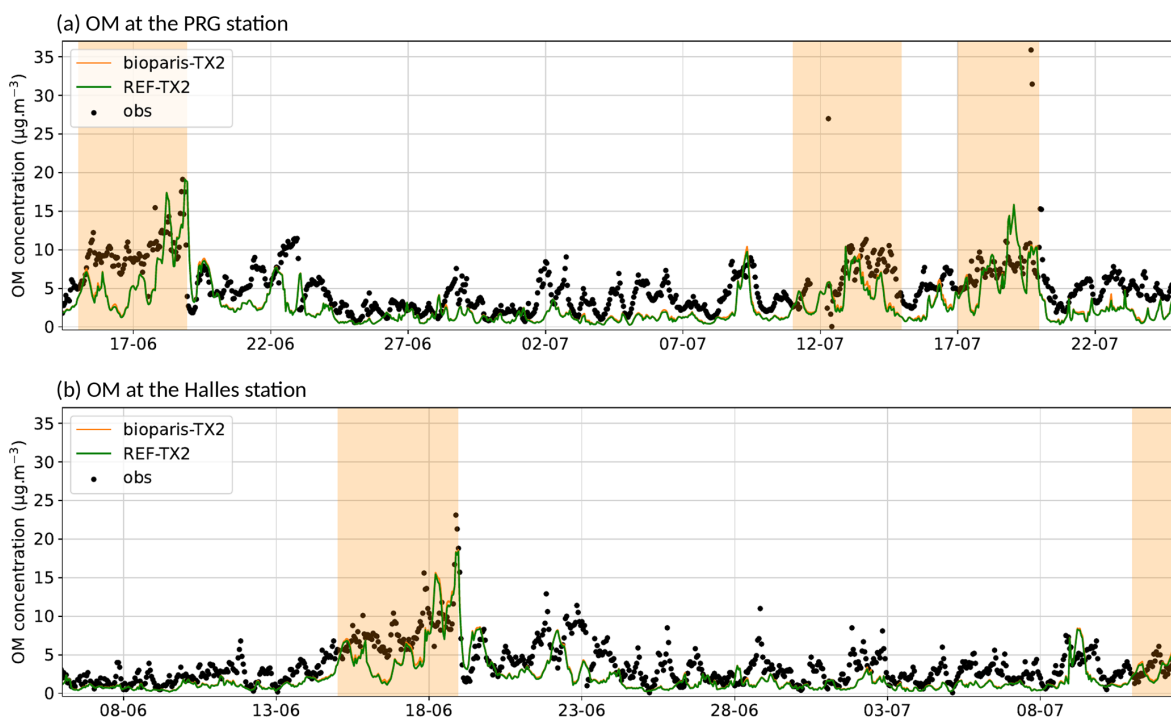 (a) OM at the PRG station
OM concentration (μg.m⁻³)
35
30
25
20
15
10
5
0
bioparis-TX2
REF-TX2
obs
17-06 22-06 27-06 02-07 07-07 12-07 17-07 22-07
(b) OM at the Halles station
OM concentration (μg.m⁻³)
35
30
25
20
15
10
5
0
bioparis-TX2
REF-TX2
obs
08-06 13-06 18-06 23-06 28-06 03-07 08-07